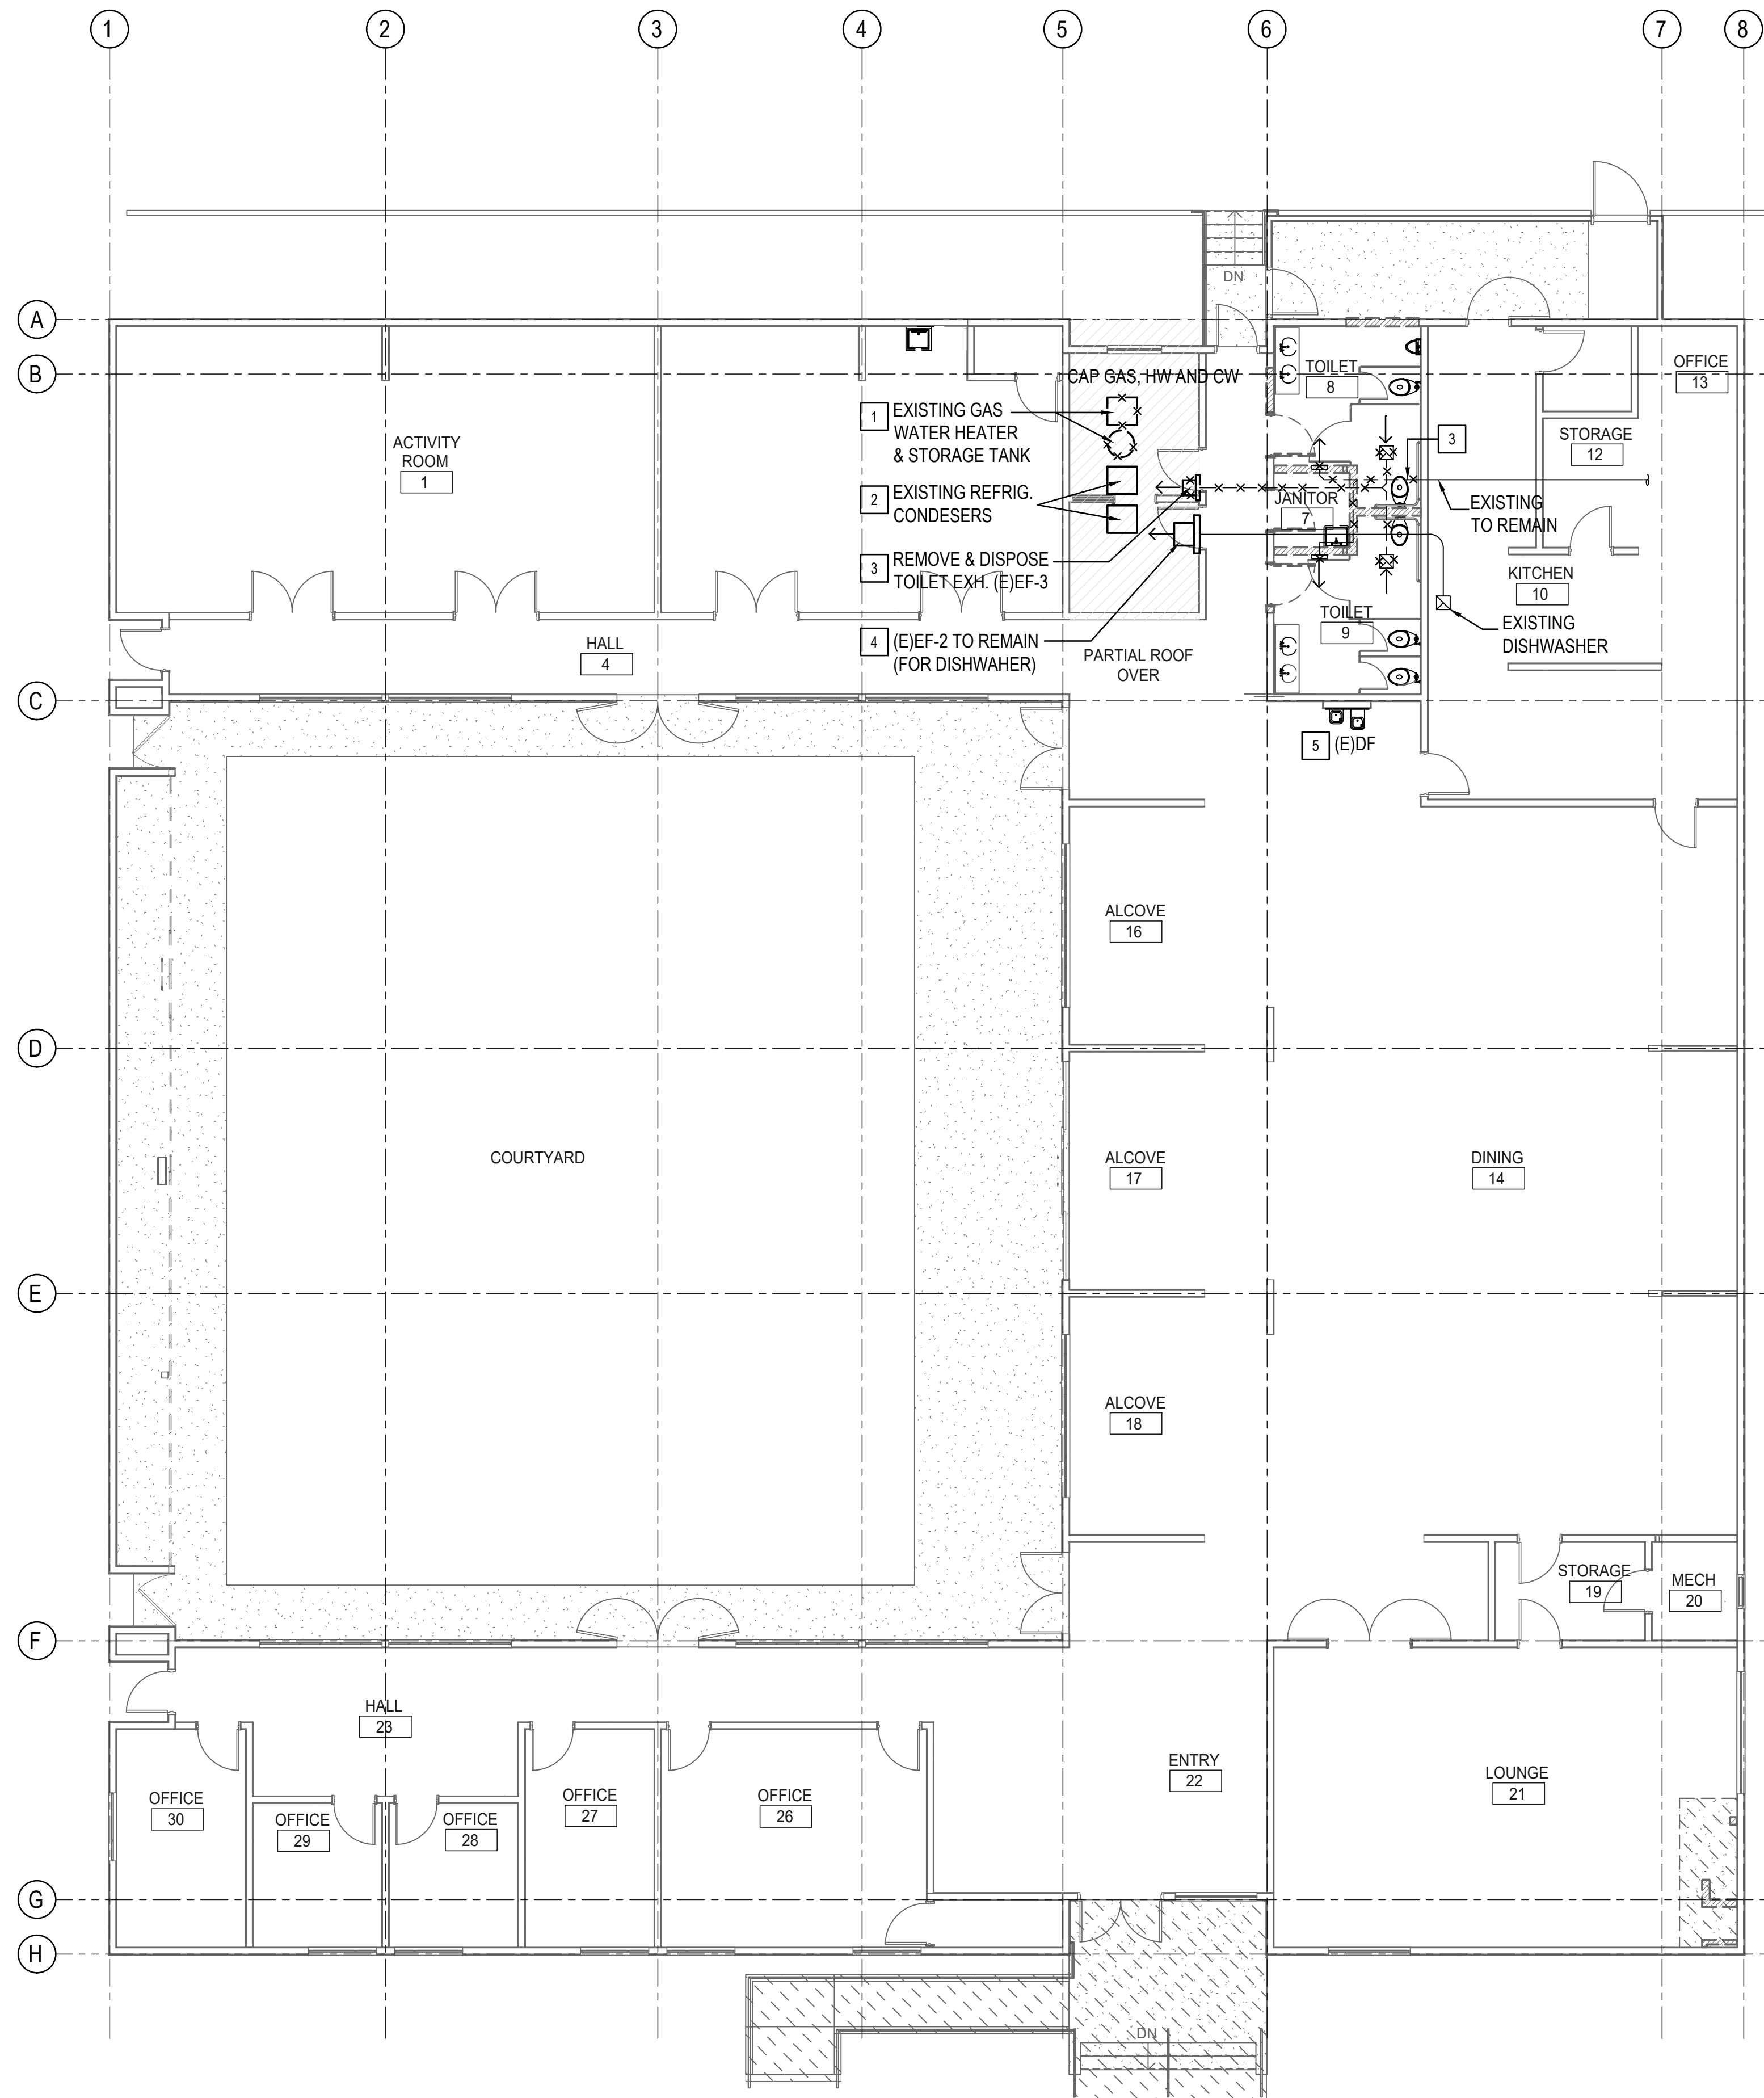 1
2
3
4
5
6
7
8
A
B
C
D
E
F
G
H
DN
CAP GAS, HW AND CW
1 EXISTING GAS
WATER HEATER
& STORAGE TANK
2 EXISTING REFRIG.
CONDESERS
3 REMOVE & DISPOSE
TOILET EXH. (E)EF-3
4 (E)EF-2 TO REMAIN
(FOR DISHWAHER)
PARTIAL ROOF
OVER
ACTIVITY
ROOM
1
HALL
4
TOILET
8
3
JANITOR
7
EXISTING
TO REMAIN
TOILET
9
EXISTING
DISHWASHER
5 (E)DF
OFFICE
13
STORAGE
12
KITCHEN
10
COURTYARD
ALCOVE
16
ALCOVE
17
DINING
14
ALCOVE
18
STORAGE
19
MECH
20
HALL
23
OFFICE
30
OFFICE
29
OFFICE
28
OFFICE
27
OFFICE
26
ENTRY
22
LOUNGE
21
DN